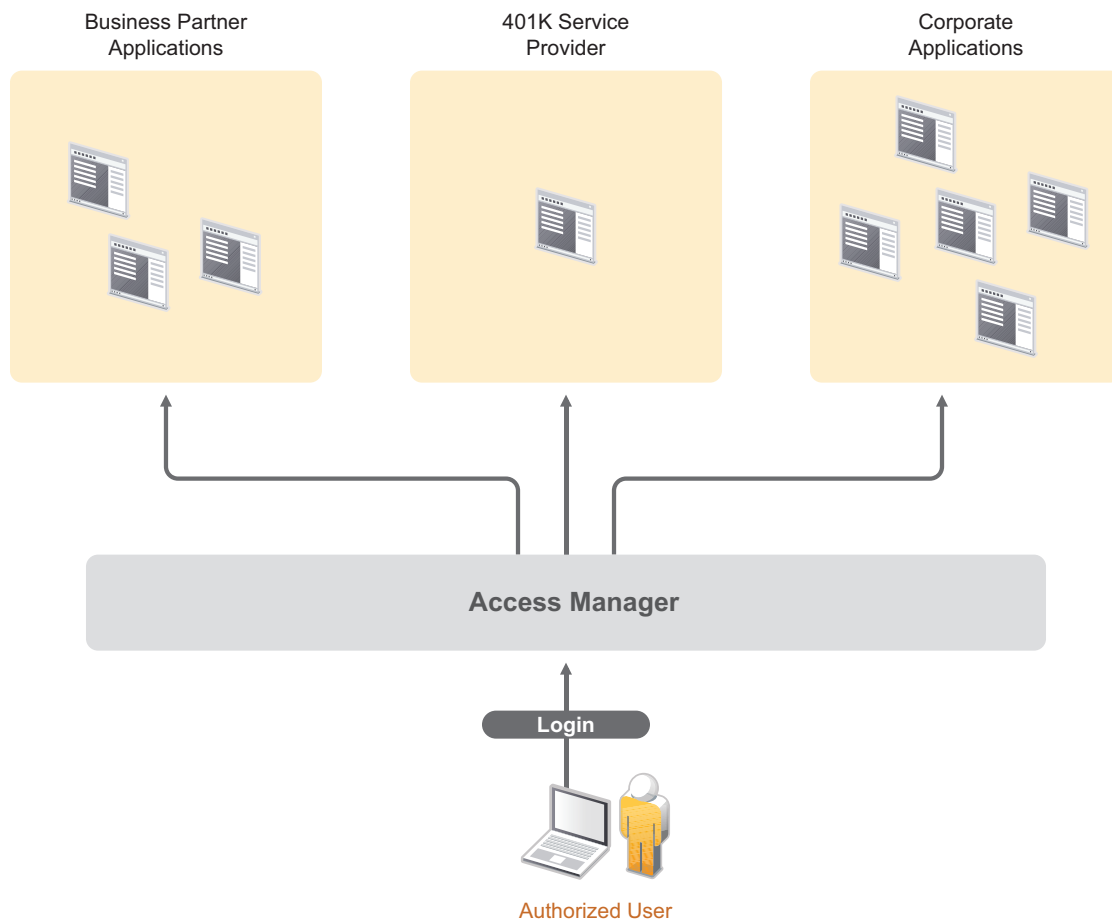 Business Partner
Applications
401K Service
Provider
Corporate
Applications
Access Manager
Login
Authorized User